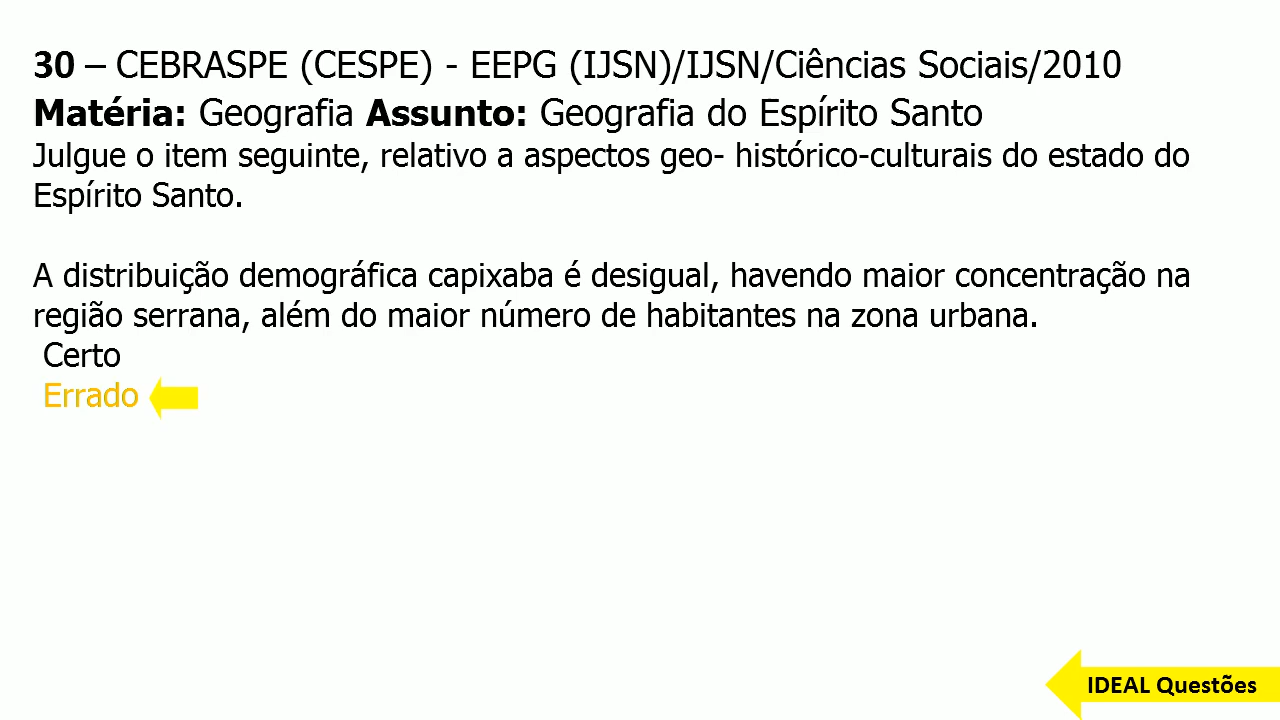 30 – CEBRASPE (CESPE) - EEPG (IJSN)/IJSN/Ciências Sociais/2010
Matéria: Geografia Assunto: Geografia do Espírito Santo
Julgue o item seguinte, relativo a aspectos geo- histórico-culturais do estado do
Espírito Santo.
A distribuição demográfica capixaba é desigual, havendo maior concentração na
região serrana, além do maior número de habitantes na zona urbana.
Certo
Errado
IDEAL Questões